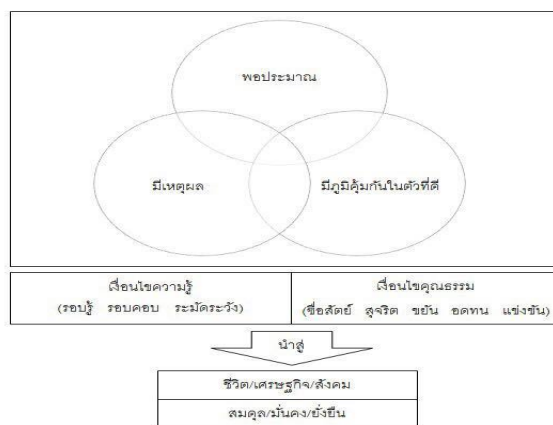 พอประมาณ
มีเหตุผล
มีภูมิคุ้มกันในตัวที่ดี
เงื่อนไขความรู้
(รอบรู้ รอบคอบ ระมัดระวัง)
เงื่อนไขคุณธรรม
(ซื่อสัตย์ สุจริต ขยัน อดทน แข่งขัน)
นำสู่
ชีวิต/เศรษฐกิจ/สังคม
สมดุล/มั่นคง/ยั่งยืน